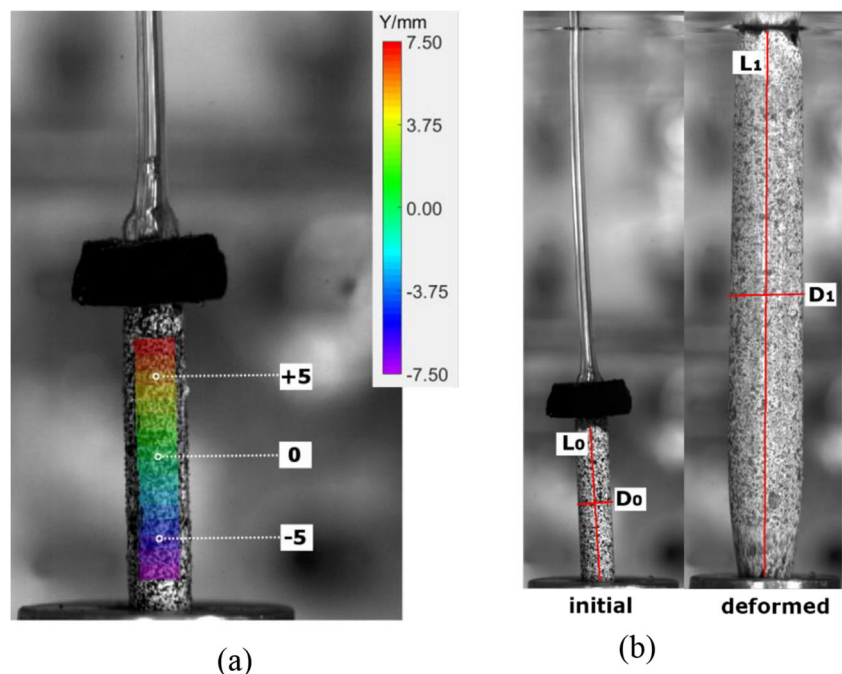 Y/mm
7.50
3.75
0.00
-3.75
-7.50
+5
0
-5
L₁
D₁
L₀
D₀
initial
deformed
(a)
(b)